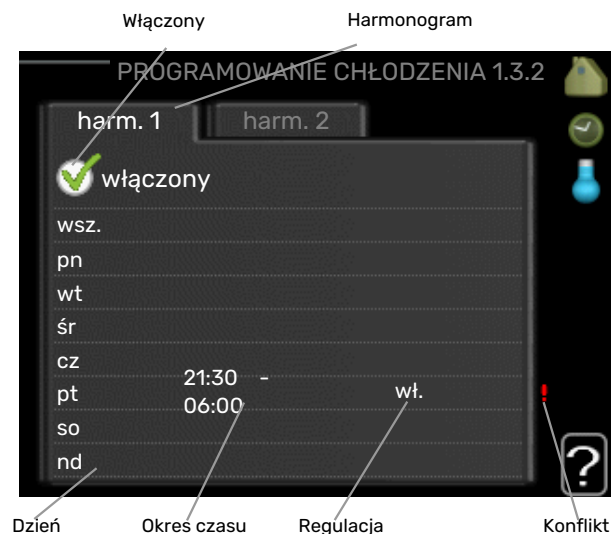 Włączony Harmonogram
PROGRAMOWANIE CHŁODZENIA 1.3.2
harm. 1 harm. 2
włączony
wsz.
pn
wt
śr
cz
pt 21:30 - 06:00 wł. !
so
nd
?
Dzień Okres czasu Regulacja Konflikt